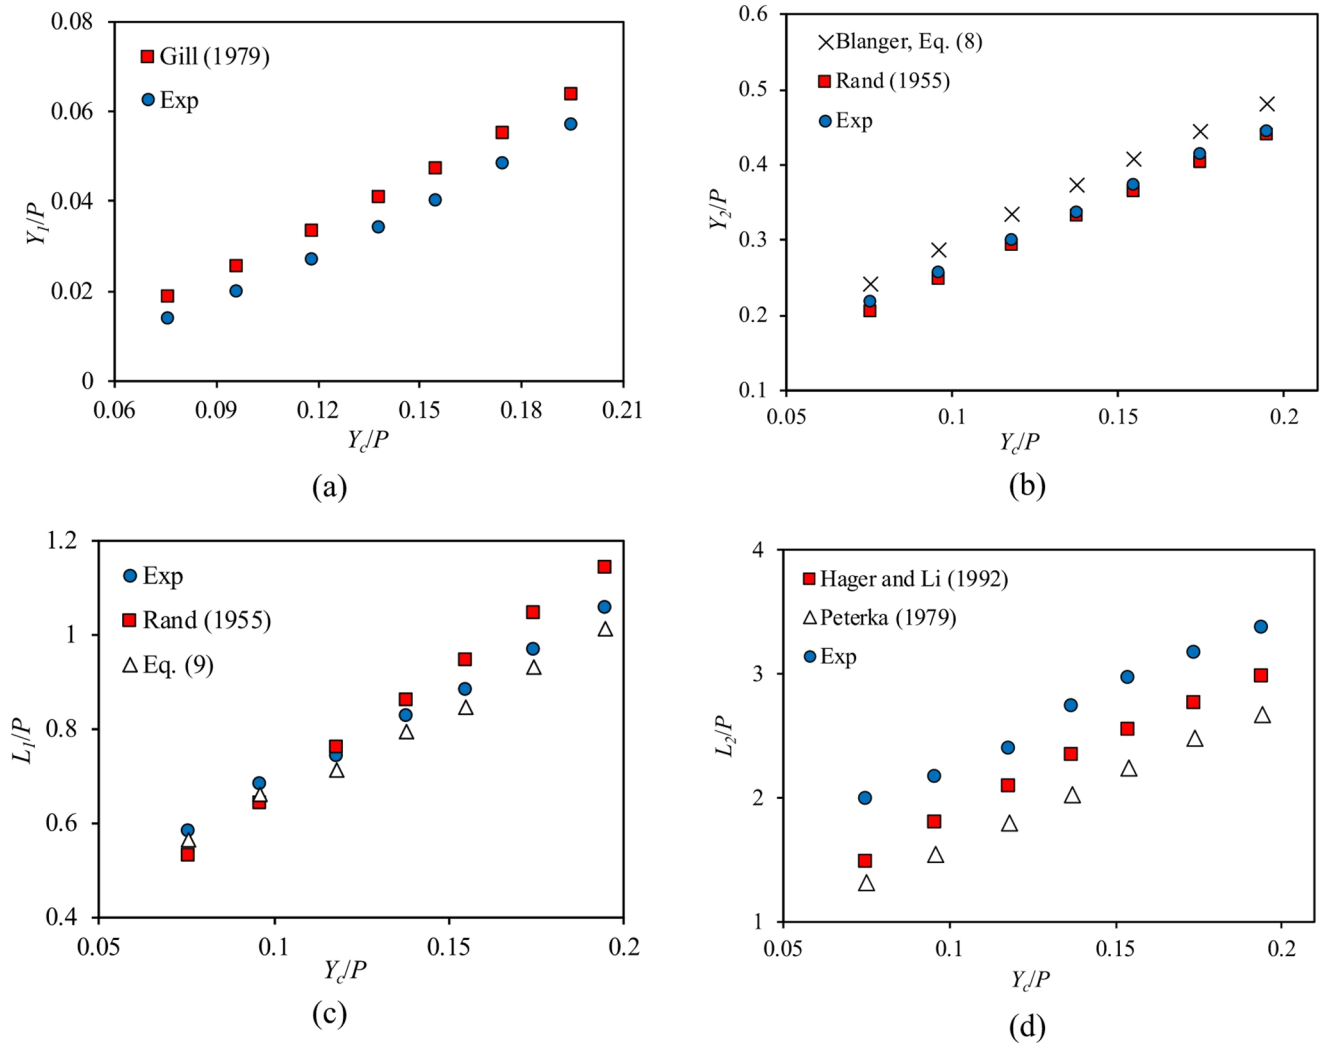 0.08
0.06
0.04
0.02
0
Y1/P
Gill (1979)
Exp
0.06 0.09 0.12 0.15 0.18 0.21
Yc/P
(a)
0.6
0.5
0.4
0.3
0.2
0.1
Y2/P
Blanger, Eq. (8)
Rand (1955)
Exp
0.05 0.1 0.15 0.2
Yc/P
(b)
1.2
1
0.8
0.6
0.4
L1/P
Exp
Rand (1955)
Eq. (9)
0.05 0.1 0.15 0.2
Yc/P
(c)
4
3
2
1
L2/P
Hager and Li (1992)
Peterka (1979)
Exp
0.05 0.1 0.15 0.2
Yc/P
(d)